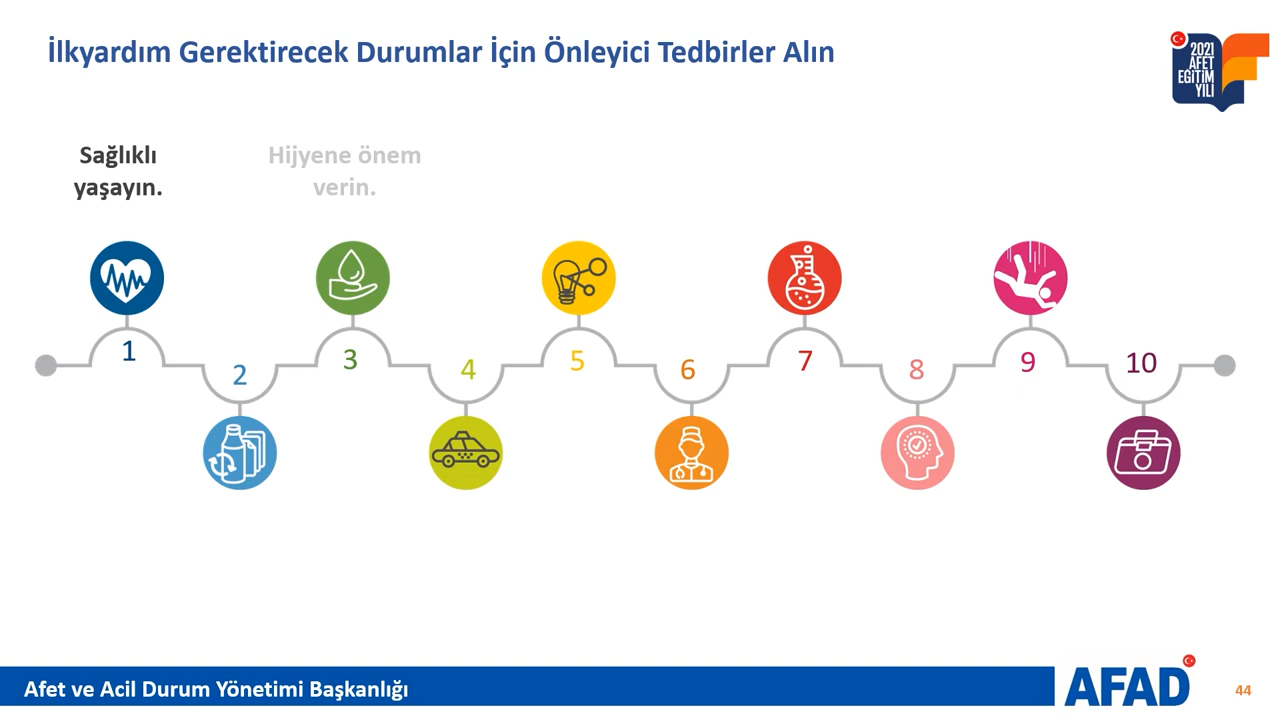 İlkyardım Gerektirecek Durumlar İçin Önleyici Tedbirler Alın
2021
AFET
EĞİTİM
YILI
Sağlıklı
yaşayın.
Hijyene önem
verin.
1
2
3
4
5
6
7
8
9
10
Afet ve Acil Durum Yönetimi Başkanlığı
AFAD
44